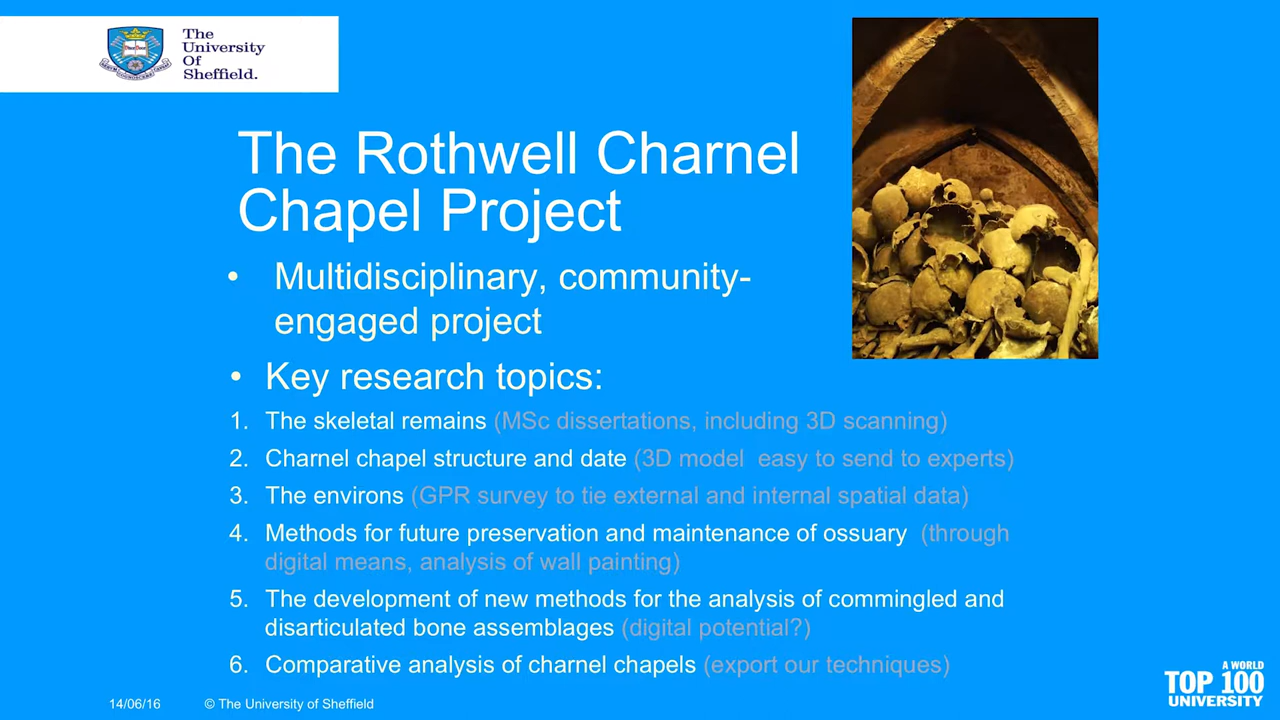 The
University
Of
Sheffield.
The Rothwell Charnel
Chapel Project
• Multidisciplinary, community-
engaged project
• Key research topics:
1. The skeletal remains (MSc dissertations, including 3D scanning)
2. Charnel chapel structure and date (3D model  easy to send to experts)
3. The environs (GPR survey to tie external and internal spatial data)
4. Methods for future preservation and maintenance of ossuary  (through
digital means, analysis of wall painting)
5. The development of new methods for the analysis of commingled and
disarticulated bone assemblages (digital potential?)
6. Comparative analysis of charnel chapels (export our techniques)
14/06/16 © The University of Sheffield
A WORLD
TOP 100
UNIVERSITY